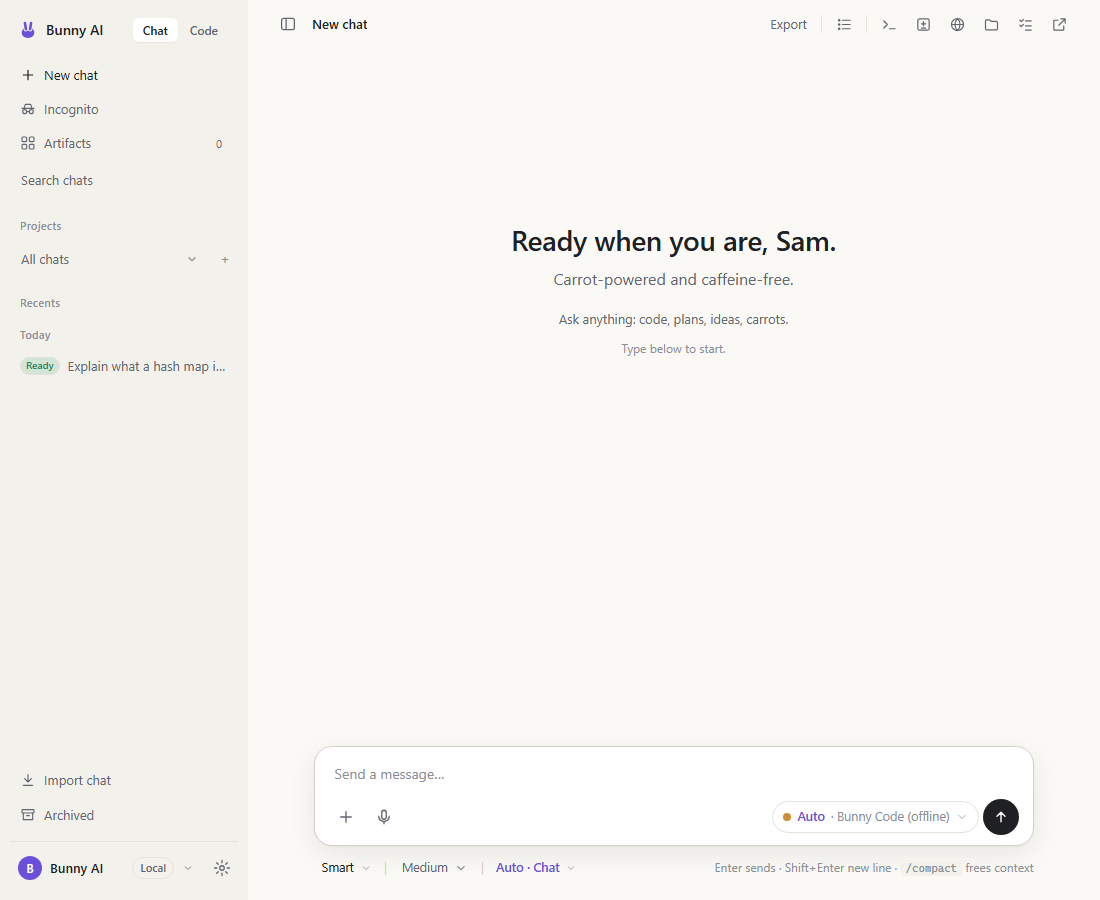 Bunny AI
Chat
Code
New chat
Incognito
Artifacts
0
Search chats
Projects
All chats
+
Recents
Today
Ready
Explain what a hash map i...
Import chat
Archived
B
Bunny AI
Local
New chat
Export
Ready when you are, Sam.
Carrot-powered and caffeine-free.
Ask anything: code, plans, ideas, carrots.
Type below to start.
Send a message...
Auto · Bunny Code (offline)
Smart
Medium
Auto · Chat
Enter sends · Shift+Enter new line · /compact frees context